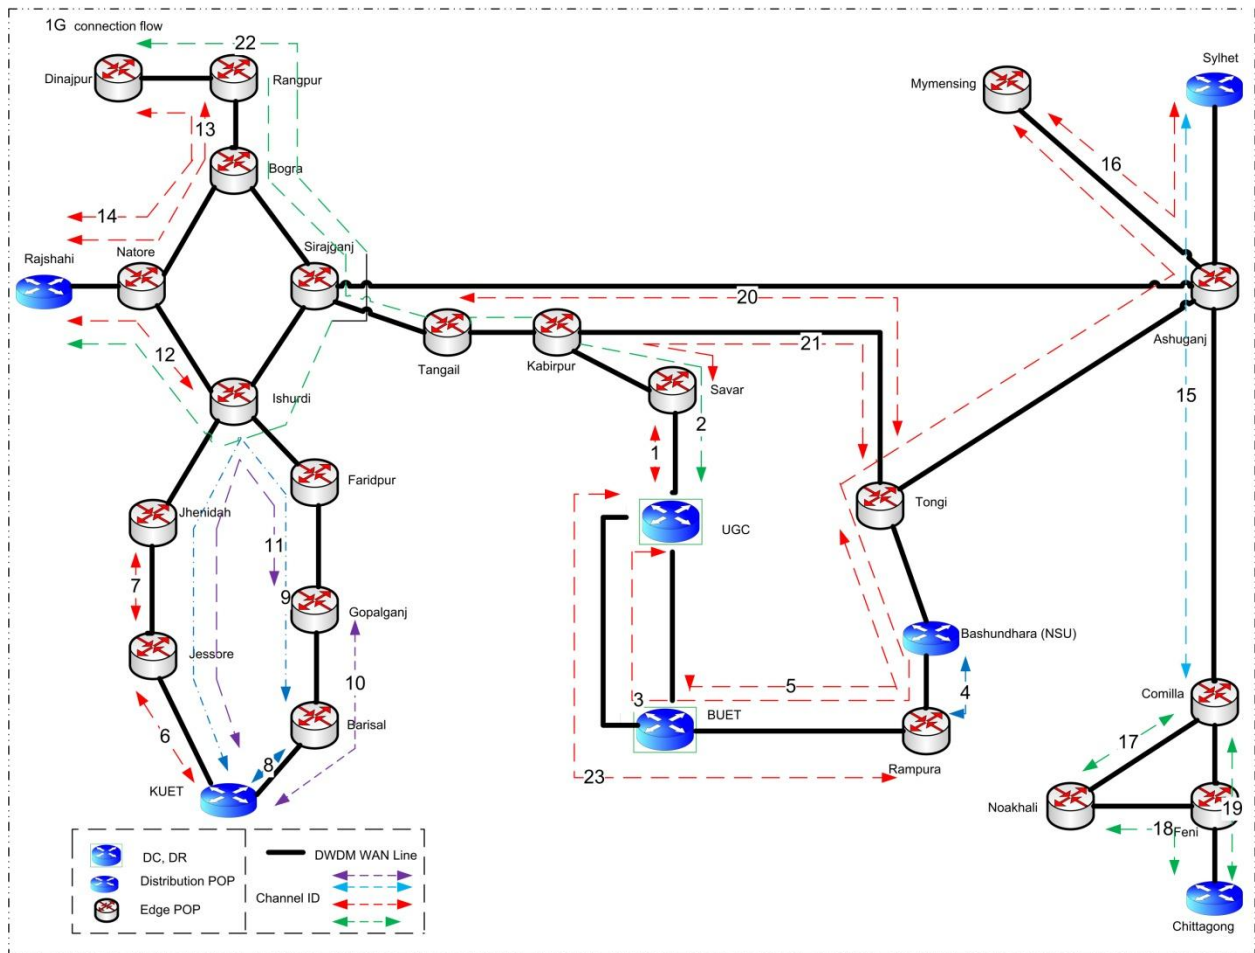 1G connection flow
22
Dinajpur
Rangpur
Mymensing
Sylhet
13
Bogra
16
14
Rajshahi
Natore
Sirajganj
20
Ashuganj
12
Tangail
Kabirpur
21
Ishurdi
Savar
15
2
1
Faridpur
Jhenidah
UGC
Tongi
11
7
9
Gopalganj
Bashundhara (NSU)
Jessore
10
5
4
Comilla
3
BUET
6
Barisal
17
8
Rampura
23
KUET
Noakhali
19
18
Feni
DC, DR
DWDM WAN Line
Distribution POP
Channel ID
Edge POP
Chittagong